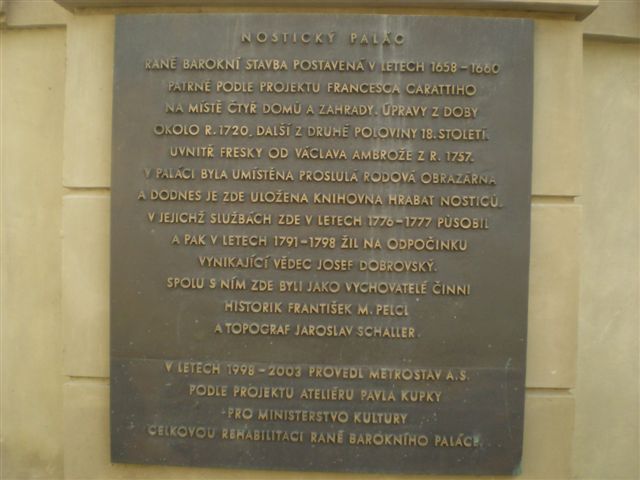 NOSTICKÝ PALÁC
RANĚ BAROKNÍ STAVBA POSTAVENÁ V LETECH 1658–1660
PATRNĚ PODLE PROJEKTU FRANCESCA CARATTIHO
NA MÍSTĚ ČTYŘ DOMŮ A ZAHRADY. ÚPRAVY Z DOBY
OKOLO R. 1720, DALŠÍ Z DRUHÉ POLOVINY 18. STOLETÍ.
UVNITŘ FRESKY OD VÁCLAVA AMBROŽE Z R. 1757.
V PALÁCI BYLA UMÍSTĚNA PROSLULÁ RODOVÁ OBRAZÁRNA
A DODNES JE ZDE ULOŽENA KNIHOVNA HRABAT NOSTICŮ,
V JEJICHŽ SLUŽBÁCH ZDE V LETECH 1776–1777 PŮSOBIL
A PAK V LETECH 1791–1798 ŽIL NA ODPOČINKU
VYNIKAJÍCÍ VĚDEC JOSEF DOBROVSKÝ.
SPOLU S NÍM ZDE BYLI JAKO VYCHOVATELÉ ČINNI
HISTORIK FRANTIŠEK M. PELCL
A TOPOGRAF JAROSLAV SCHALLER.
V LETECH 1998–2003 PROVEDL METROSTAV A.S.
PODLE PROJEKTU ATELIÉRU PAVLA KUPKY
PRO MINISTERSTVO KULTURY
CELKOVOU REHABILITACI RANĚ BAROKNÍHO PALÁCE